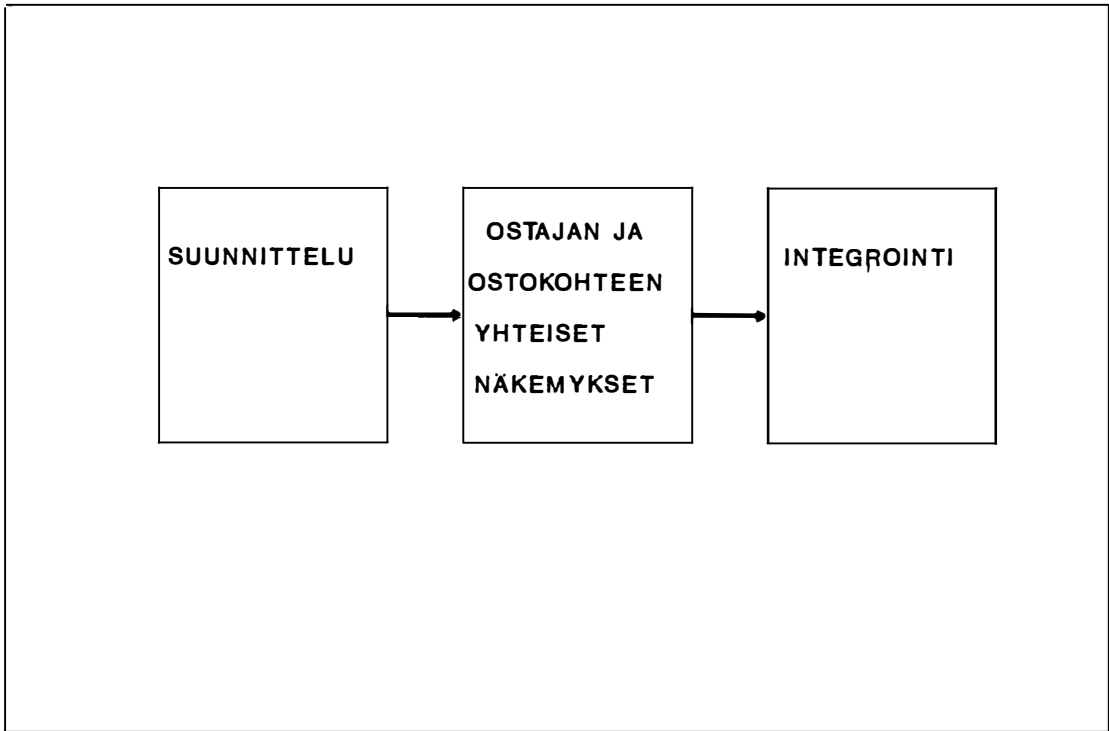 SUUNNITTELU
OSTAJAN JA
OSTOKOHTEEN
YHTEISET
NÄKEMYKSET
INTEGROINTI